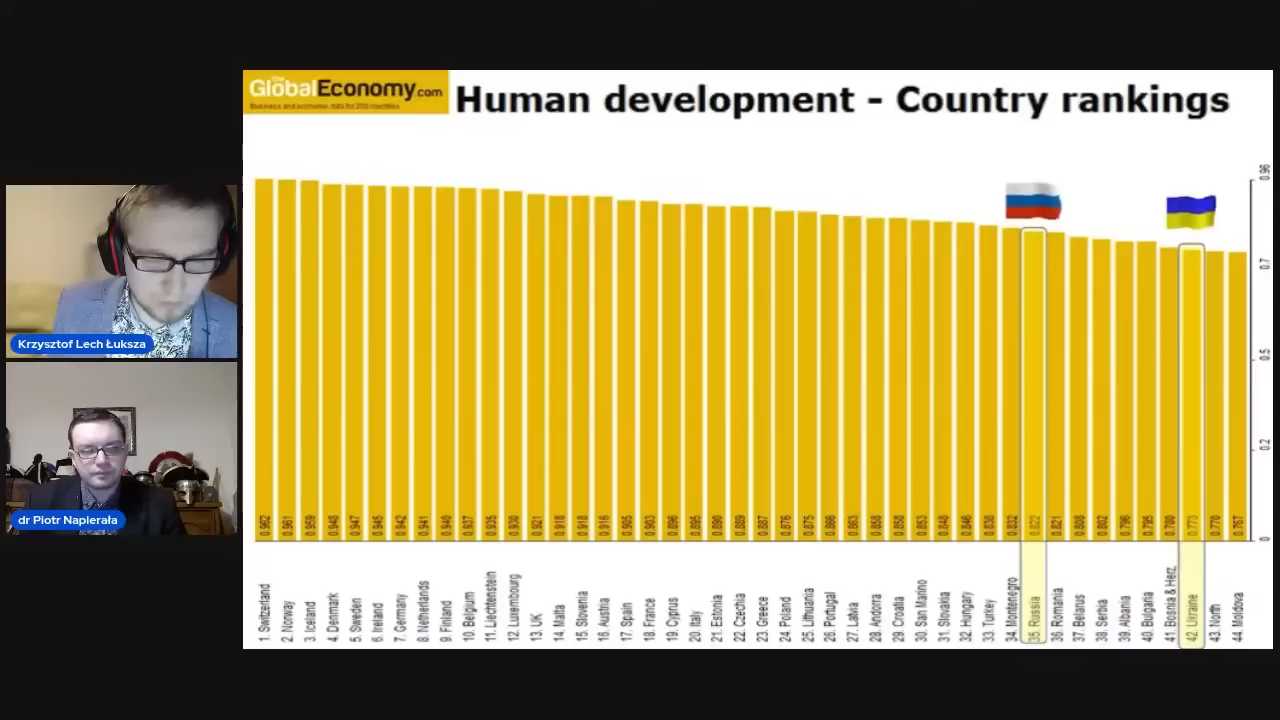 The
GlobalEconomy.com
Business and economic data for 200 countries
Human development - Country rankings
0.96
0.7
0.5
0.2
0
0.962
0.961
0.959
0.948
0.947
0.945
0.942
0.941
0.940
0.937
0.935
0.930
0.921
0.918
0.918
0.916
0.905
0.903
0.896
0.895
0.890
0.889
0.887
0.876
0.875
0.866
0.863
0.858
0.858
0.853
0.848
0.846
0.838
0.832
0.822
0.821
0.808
0.802
0.796
0.795
0.780
0.773
0.770
0.767
1. Switzerland
2. Norway
3. Iceland
4. Denmark
5. Sweden
6. Ireland
7. Germany
8. Netherlands
9. Finland
10. Belgium
11. Liechtenstein
12. Luxembourg
13. UK
14. Malta
15. Slovenia
16. Austria
17. Spain
18. France
19. Cyprus
20. Italy
21. Estonia
22. Czechia
23. Greece
24. Poland
25. Lithuania
26. Portugal
27. Latvia
28. Andorra
29. Croatia
30. San Marino
31. Slovakia
32. Hungary
33. Turkey
34. Montenegro
35. Russia
36. Romania
37. Belarus
38. Serbia
39. Albania
40. Bulgaria
41. Bosnia & Herz.
42. Ukraine
43. North
44. Moldova
Krzysztof Lech Łuksza
dr Piotr Napierała